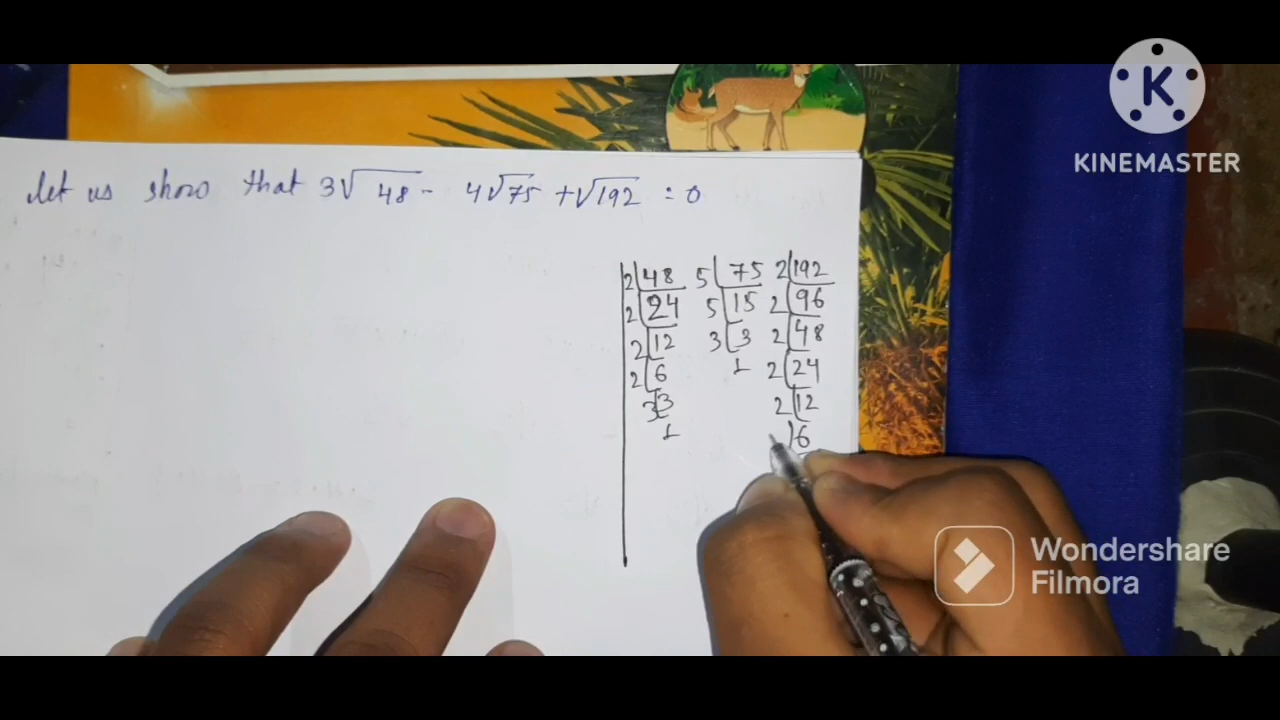 let us show that 3√48 - 4√75 + √192 = 0
2 48 5 75 2 192
2 24 5 15 2 96
2 12 3 3 2 48
2 6 1 2 24
3 3 2 12
1 6
KINEMASTER
Wondershare
Filmora